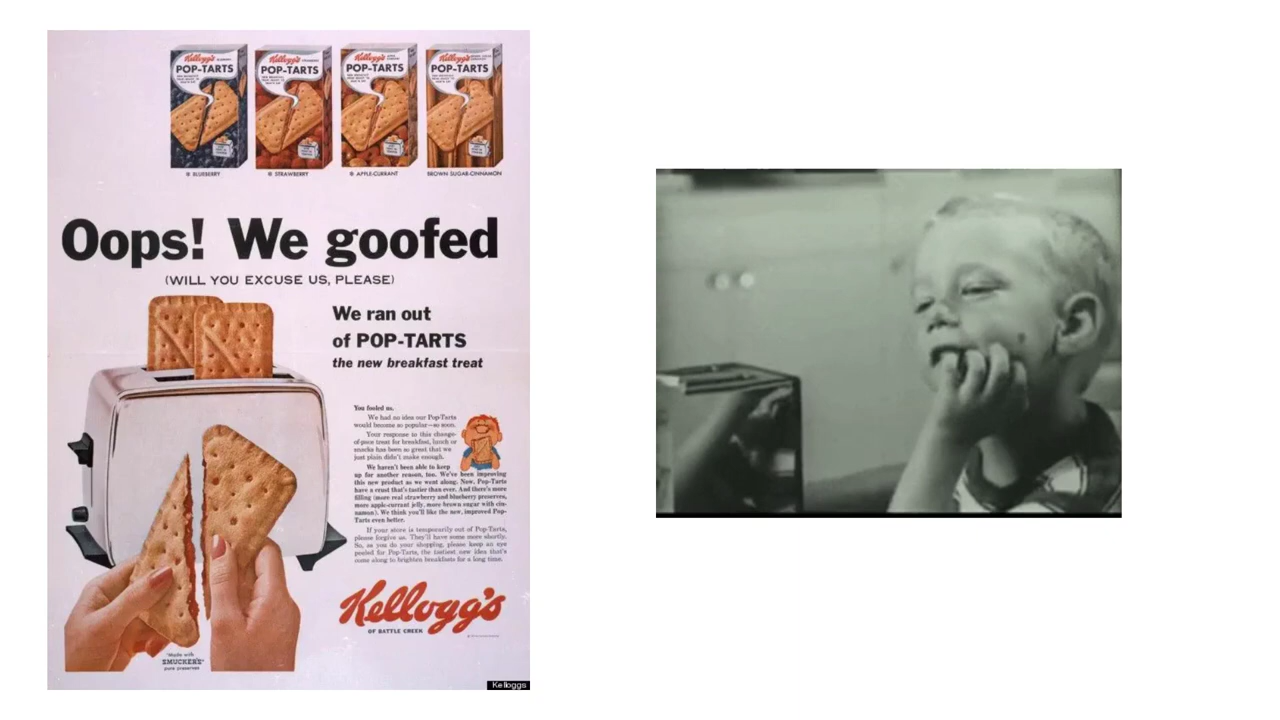 Kellogg's
POP-TARTS
Kellogg's
POP-TARTS
Kellogg's
POP-TARTS
Kellogg's
POP-TARTS
BLUEBERRY
STRAWBERRY
APPLE-CURRANT
BROWN SUGAR-CINNAMON
Oops! We goofed
(WILL YOU EXCUSE US, PLEASE)
We ran out
of POP-TARTS
the new breakfast treat
You fooled us.
We had no idea our Pop-Tarts
would become so popular—so soon.
Your response to this change-
of-pace treat for breakfast, lunch or
snacks has been so great that we
just plain didn't make enough.
We haven't been able to keep
up for another reason, too. We've been improving
this new product as we went along. Now, Pop-Tarts
have a crust that's tastier than ever. And there's more
filling (more real strawberry and blueberry preserves,
more apple-currant jelly, more brown sugar with cin-
namon). We think you'll like the new, improved Pop-
Tarts even better.
If your store is temporarily out of Pop-Tarts,
please forgive us. They'll have some more shortly.
So, as you do your shopping, please keep an eye
peeled for Pop-Tarts, the tastiest new idea that's
come along to brighten breakfasts for a long time.
Kellogg's
OF BATTLE CREEK
"Made with
SMUCKER'S"
pure preserves
Kelloggs